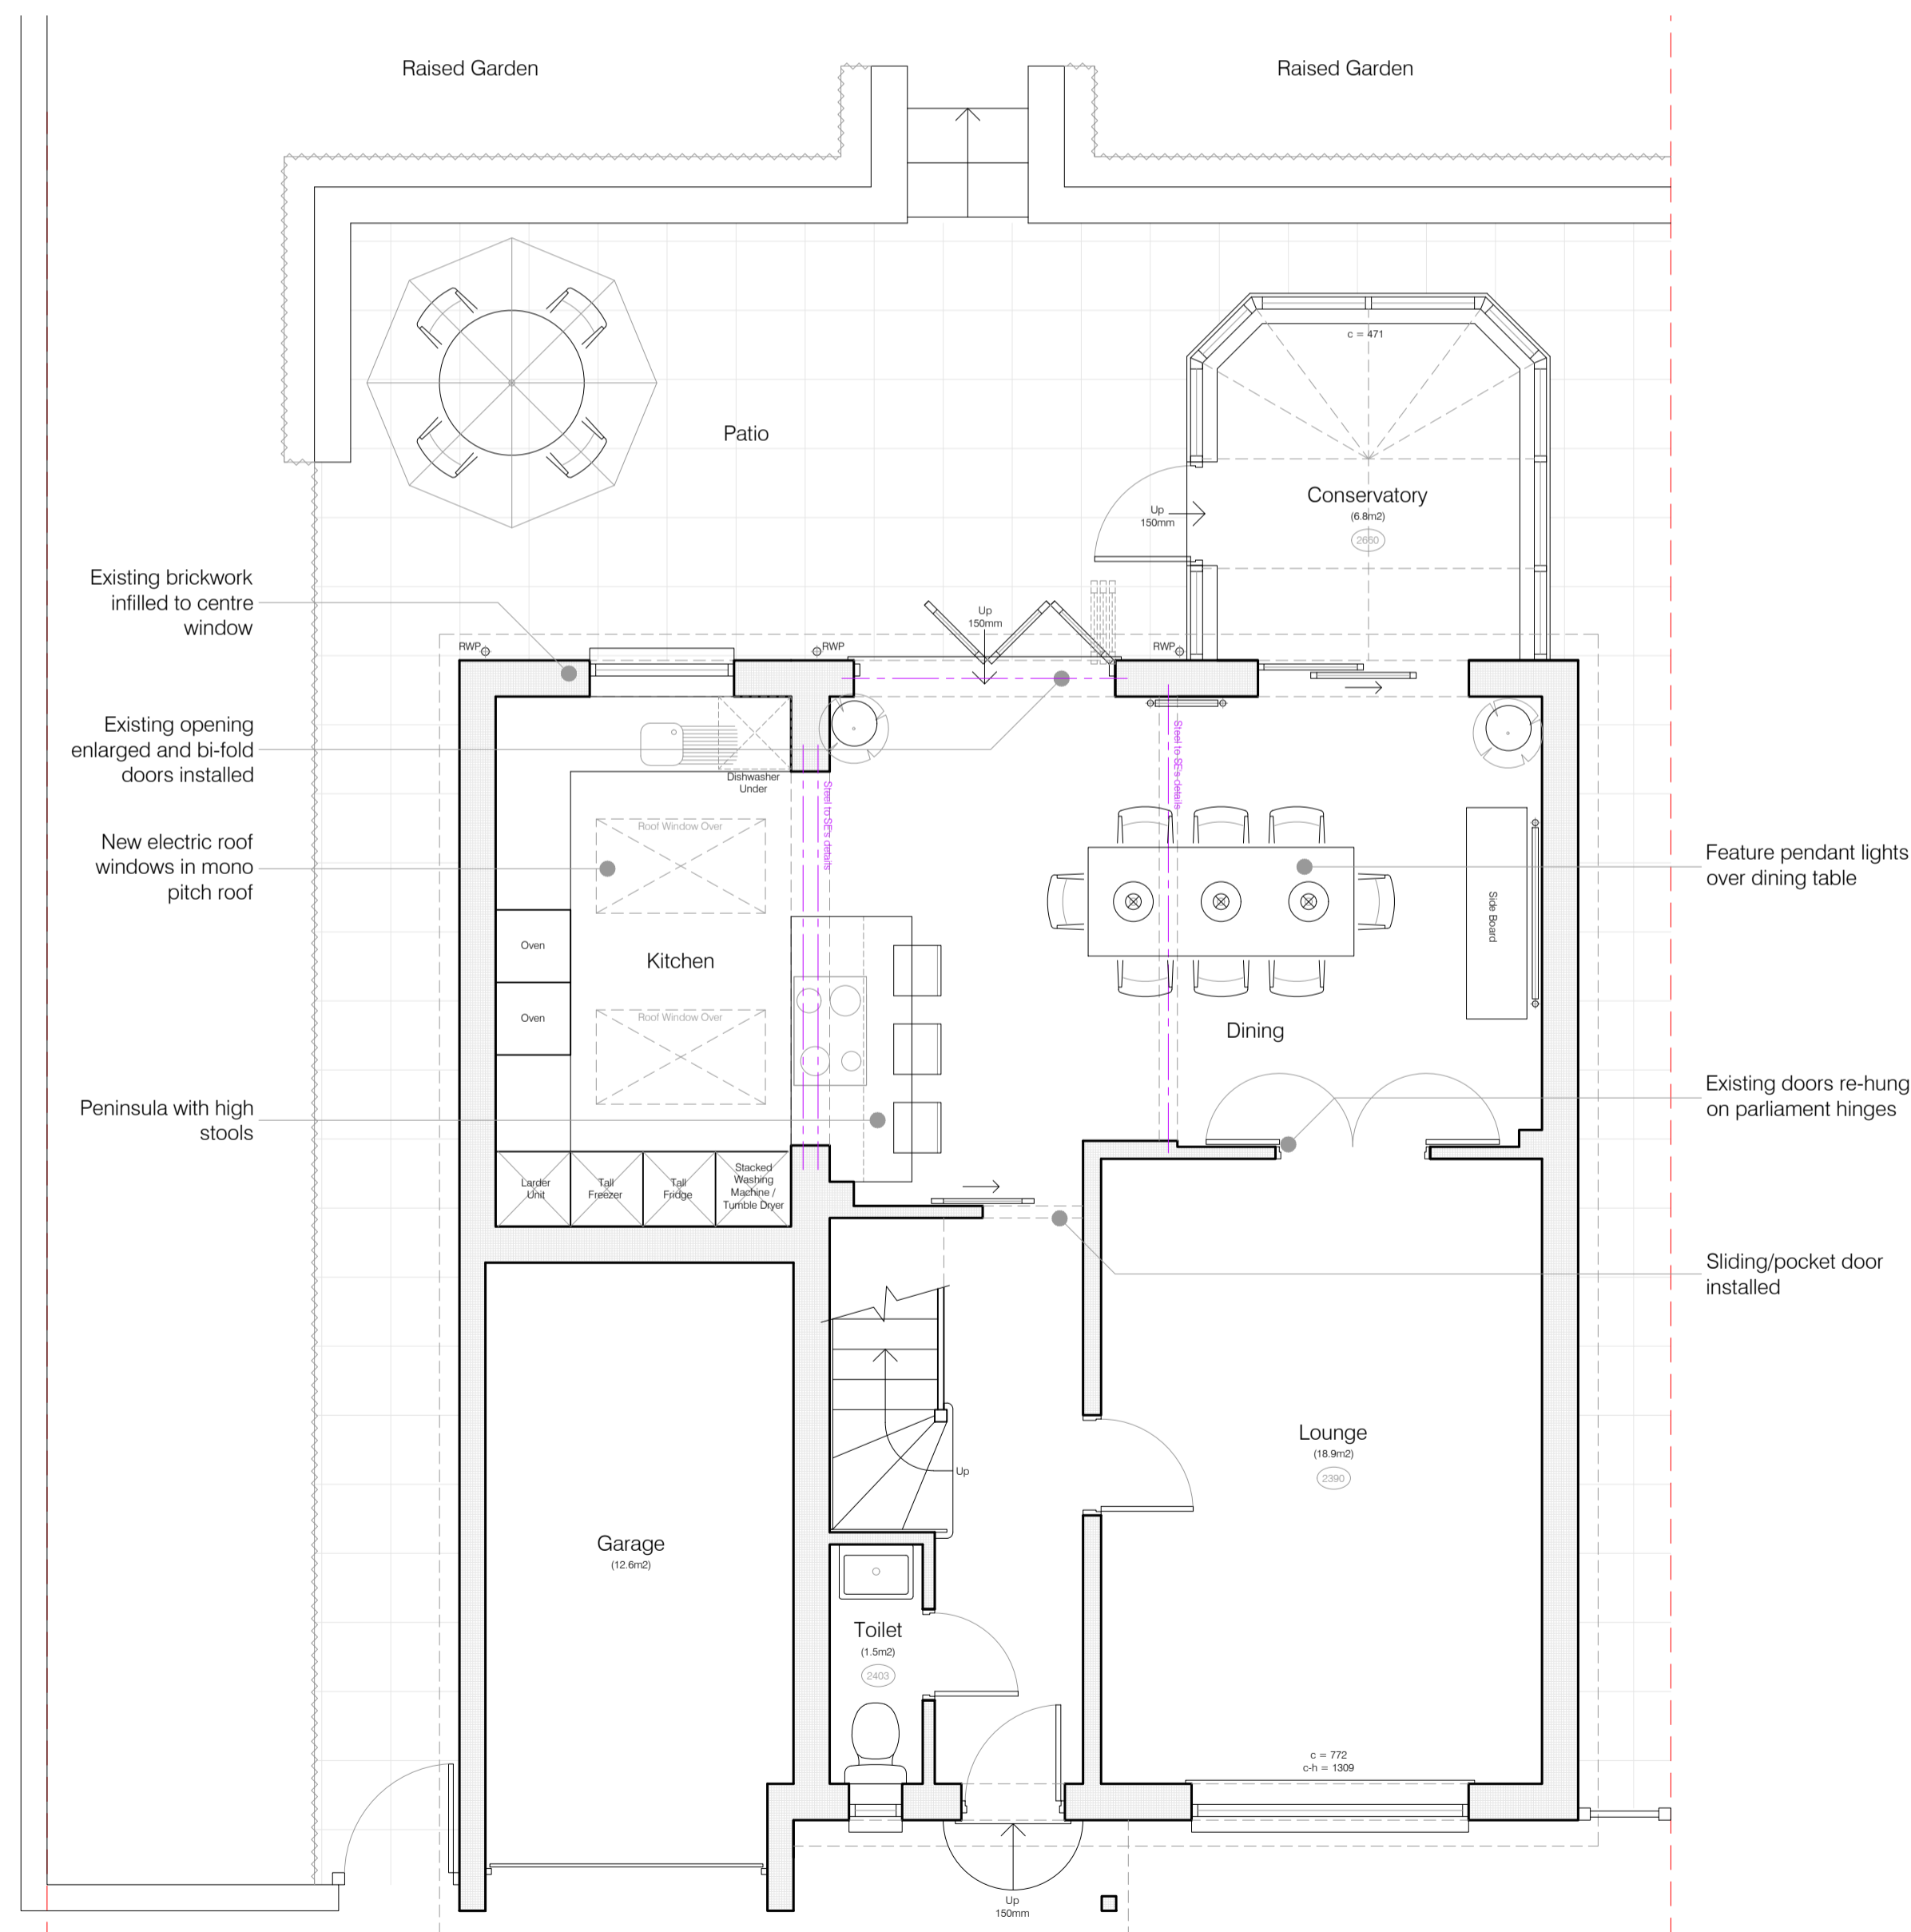 Raised Garden
Raised Garden
c = 471
Patio
Conservatory
(6.8m2)
2660
Up
150mm
Existing brickwork
infilled to centre
window
Up
150mm
RWP
RWP
RWP
Existing opening
enlarged and bi-fold
doors installed
Dishwasher
Under
Steel to SE's details
Steel to SE's details
New electric roof
windows in mono
pitch roof
Roof Window Over
Feature pendant lights
over dining table
Side Board
Oven
Kitchen
Oven
Roof Window Over
Dining
Peninsula with high
stools
Existing doors re-hung
on parliament hinges
Larder
Unit
Tall
Freezer
Tall
Fridge
Stacked
Washing
Machine /
Tumble Dryer
Sliding/pocket door
installed
Up
Lounge
(18.9m2)
2390
Garage
(12.6m2)
Toilet
(1.5m2)
2403
c = 772
c-h = 1309
Up
150mm